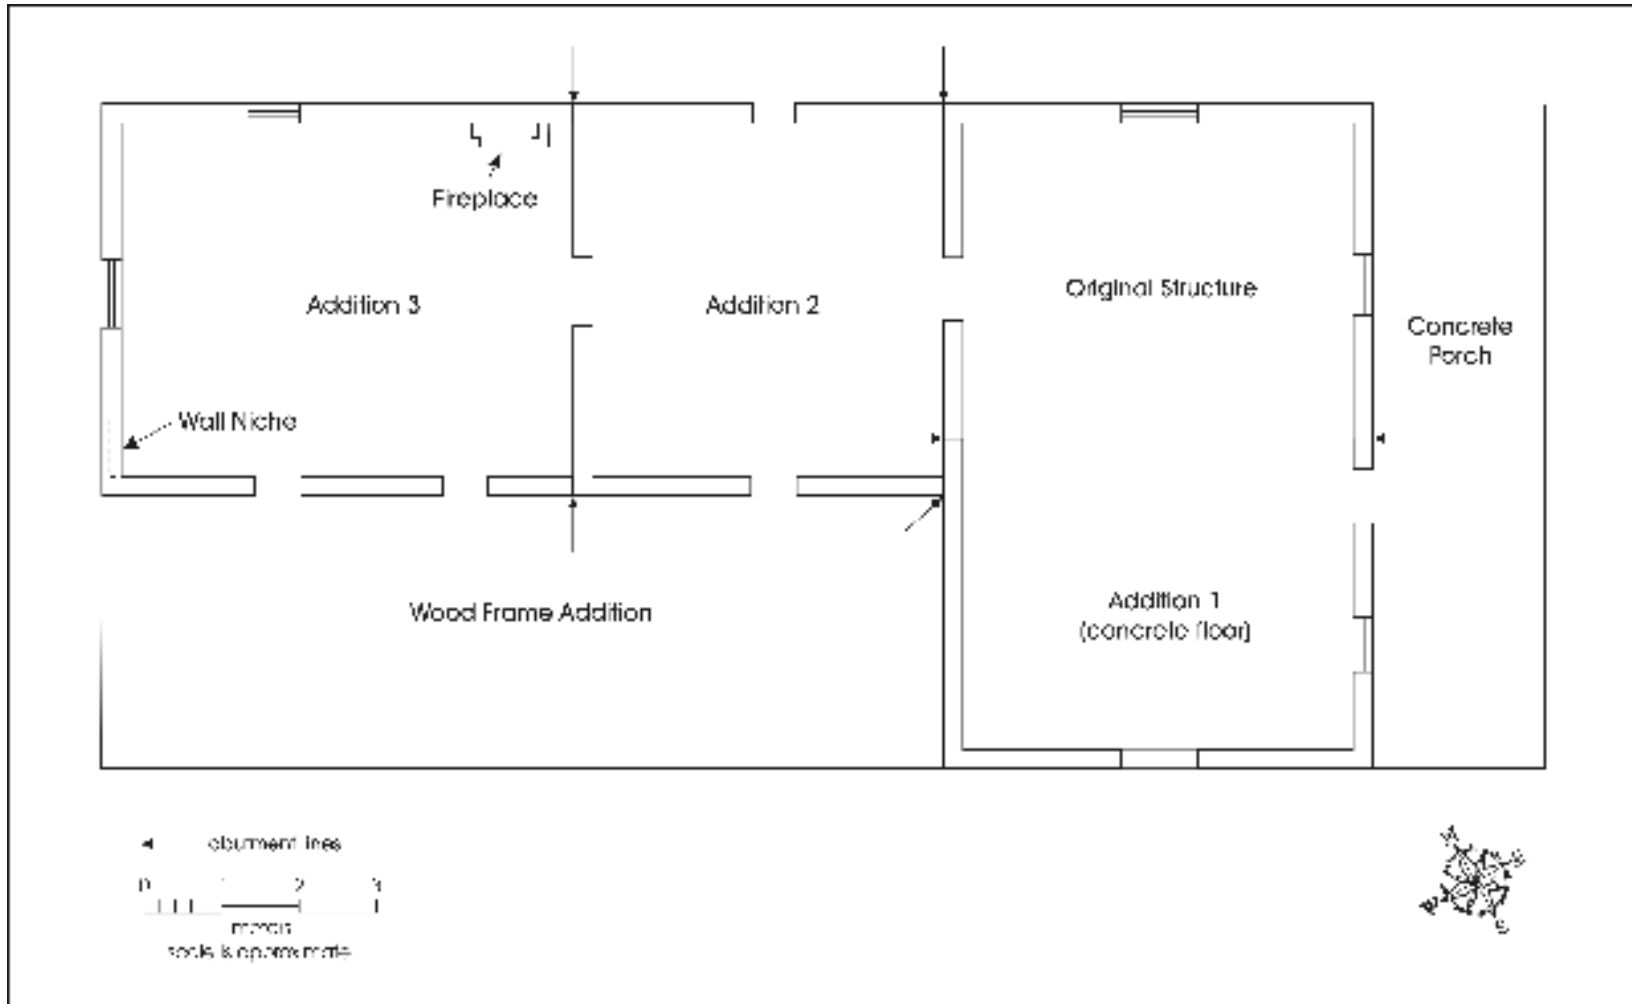 Fireplace
Addition 3
Addition 2
Original Structure
Concrete
Porch
Wall Niche
Wood Frame Addition
Addition 1
(concrete floor)
abutment lines
0 1 2 3
meters
scale is approximate